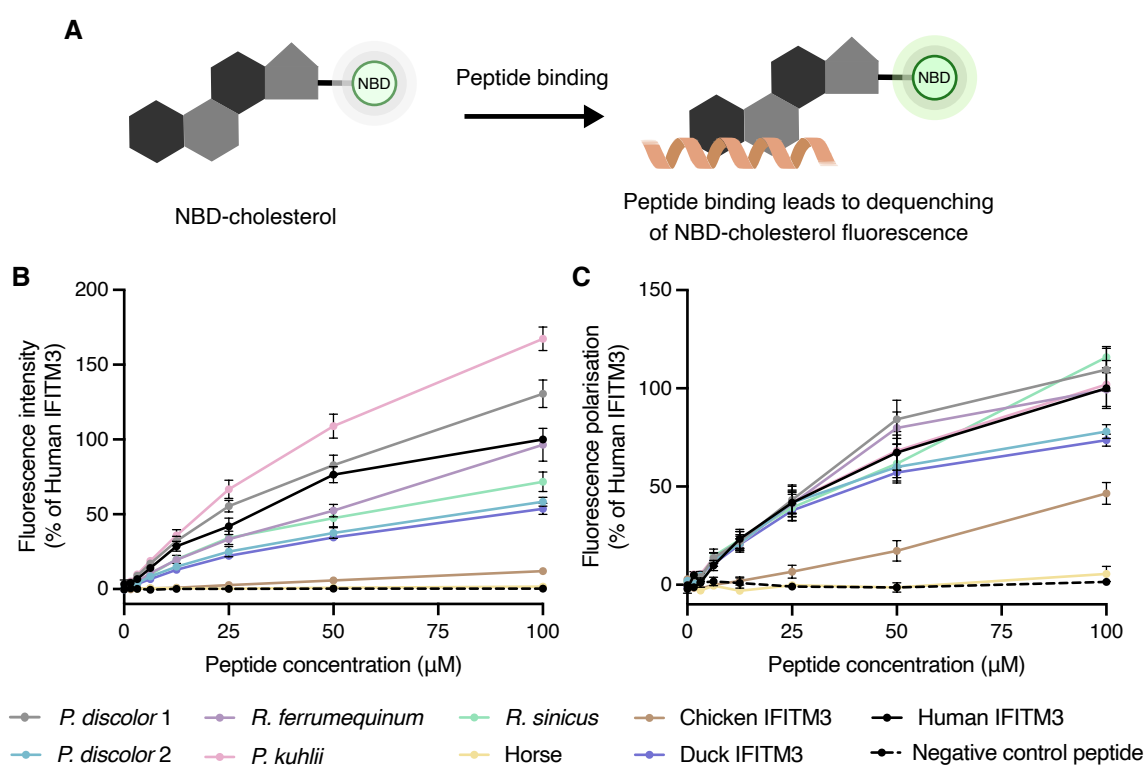 A
NBD
Peptide binding
NBD
NBD-cholesterol
Peptide binding leads to dequenching
of NBD-cholesterol fluorescence
B
Fluorescence intensity
(% of Human IFITM3)
200
150
100
50
0
0 25 50 75 100
Peptide concentration (µM)
C
Fluorescence polarisation
(% of Human IFITM3)
150
100
50
0
0 25 50 75 100
Peptide concentration (µM)
P. discolor 1 R. ferrumequinum R. sinicus Chicken IFITM3 Human IFITM3
P. discolor 2 P. kuhlii Horse Duck IFITM3 Negative control peptide